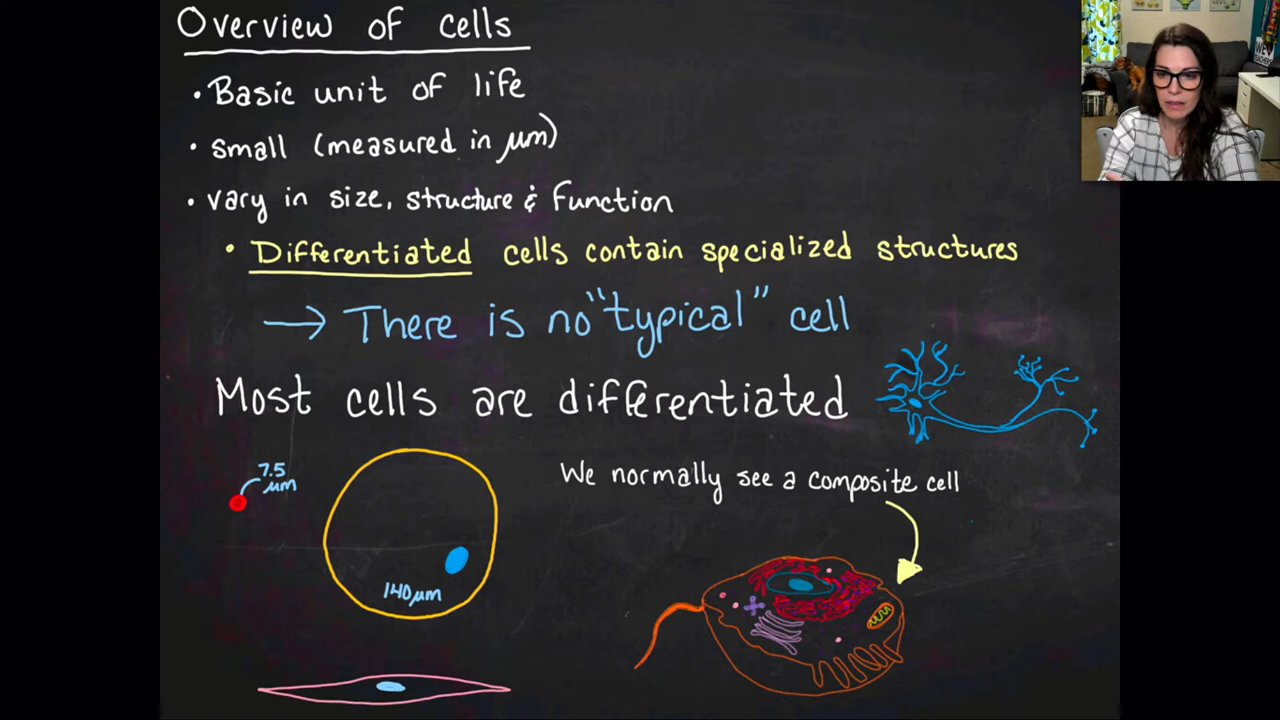 Overview of cells
• Basic unit of life
• small (measured in µm)
• vary in size, structure & Function
• Differentiated cells contain specialized structures
→ There is no "typical" cell
Most cells are differentiated
7.5
µm
We normally see a composite cell
140µm